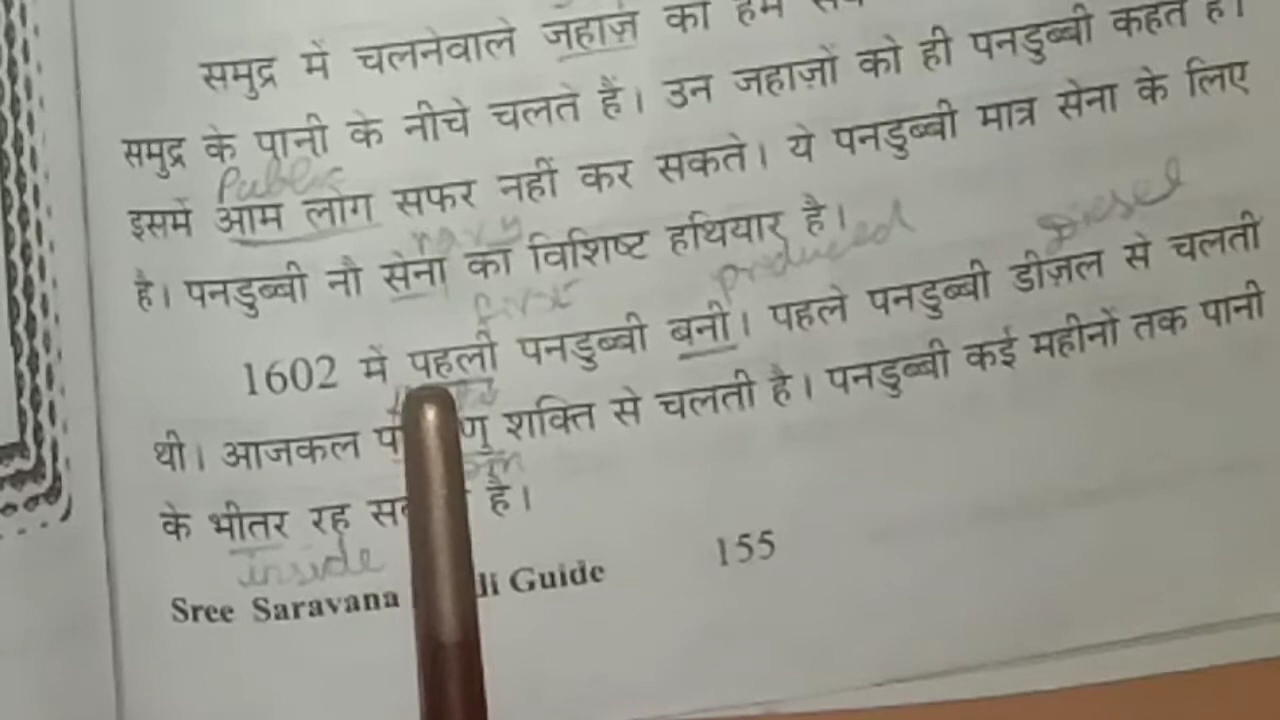 समुद्र में चलनेवाले जहाज़ को हम
समुद्र के पानी के नीचे चलते हैं। उन जहाज़ों को ही पनडुब्बी कहते हैं।
Public
इसमें आम लोग सफर नहीं कर सकते। ये पनडुब्बी मात्र सेना के लिए
navy
है। पनडुब्बी नौ सेना का विशिष्ट हथियार है।
first produced Diesel
1602 में पहली पनडुब्बी बनी। पहले पनडुब्बी डीज़ल से चलती
थी। आजकल शक्ति से चलती है। पनडुब्बी कई महीनों तक पानी
के भीतर रह है।
inside
Sree Saravana Guide 155